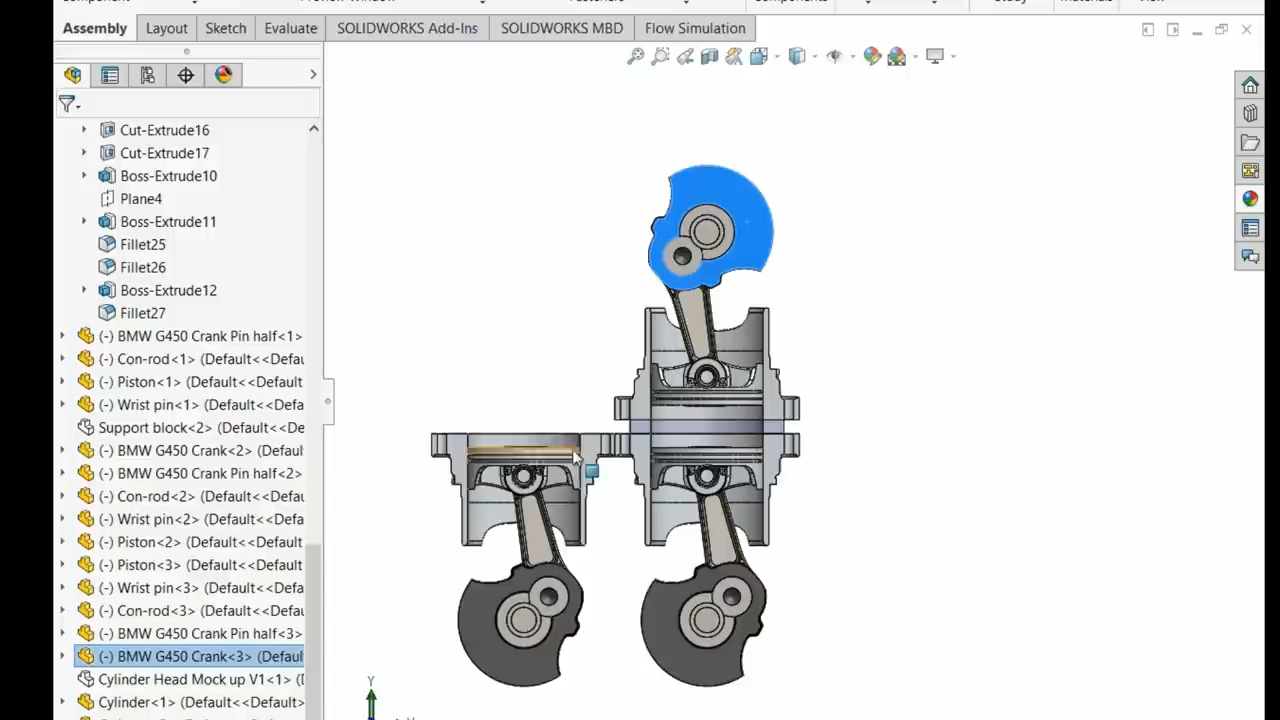 Assembly Layout Sketch Evaluate SOLIDWORKS Add-Ins SOLIDWORKS MBD Flow Simulation
Cut-Extrude16
Cut-Extrude17
Boss-Extrude10
Plane4
Boss-Extrude11
Fillet25
Fillet26
Boss-Extrude12
Fillet27
(-) BMW G450 Crank Pin half<1>
(-) Con-rod<1> (Default<<Defau
(-) Piston<1> (Default<<Default
(-) Wrist pin<1> (Default<<Defa
Support block<2> (Default<<De
(-) BMW G450 Crank<2> (Defaul
(-) BMW G450 Crank Pin half<2>
(-) Con-rod<2> (Default<<Defau
(-) Wrist pin<2> (Default<<Defa
(-) Piston<2> (Default<<Default
(-) Piston<3> (Default<<Default
(-) Wrist pin<3> (Default<<Defa
(-) Con-rod<3> (Default<<Defau
(-) BMW G450 Crank Pin half<3>
(-) BMW G450 Crank<3> (Defaul
Cylinder Head Mock up V1<1> (
Cylinder<1> (Default<<Default>
Y